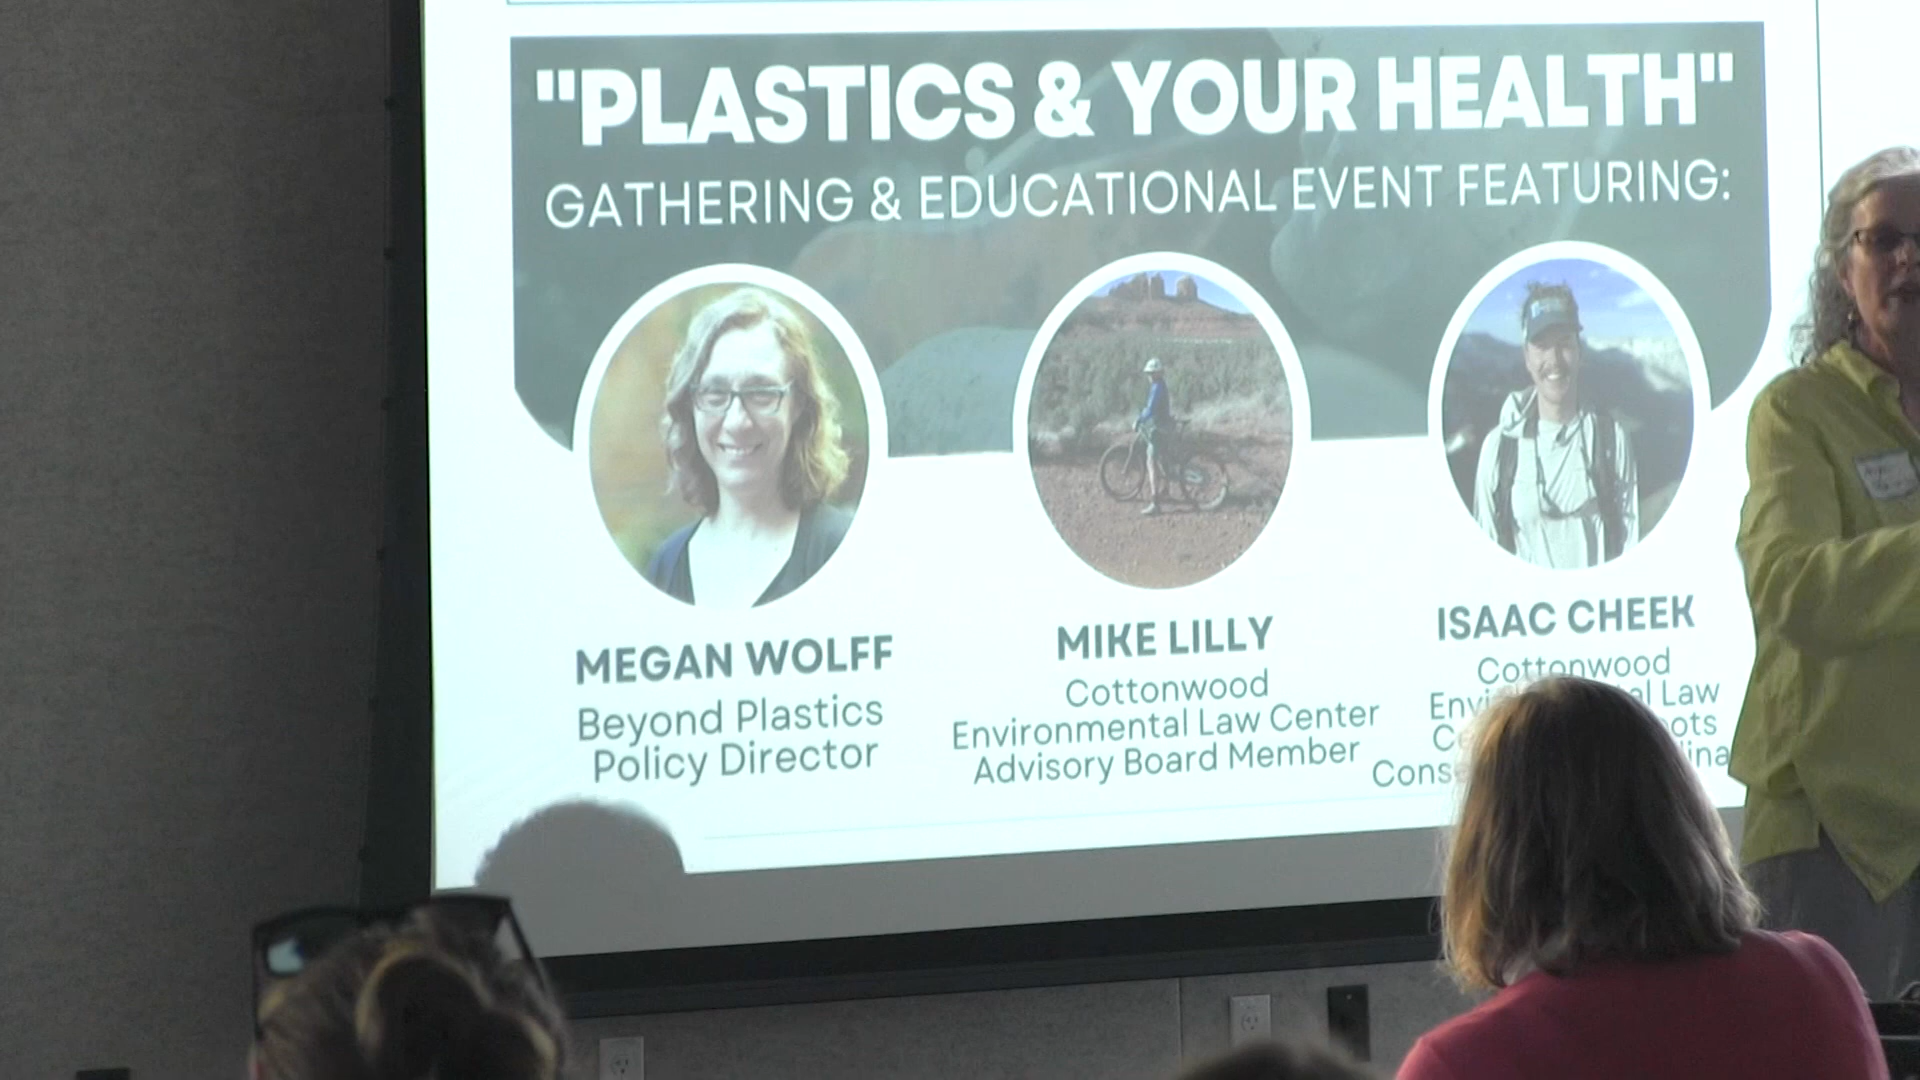 "PLASTICS & YOUR HEALTH"
GATHERING & EDUCATIONAL EVENT FEATURING:
MEGAN WOLFF
Beyond Plastics
Policy Director
MIKE LILLY
Cottonwood
Environmental Law Center
Advisory Board Member
ISAAC CHEEK
Cottonwood
Law